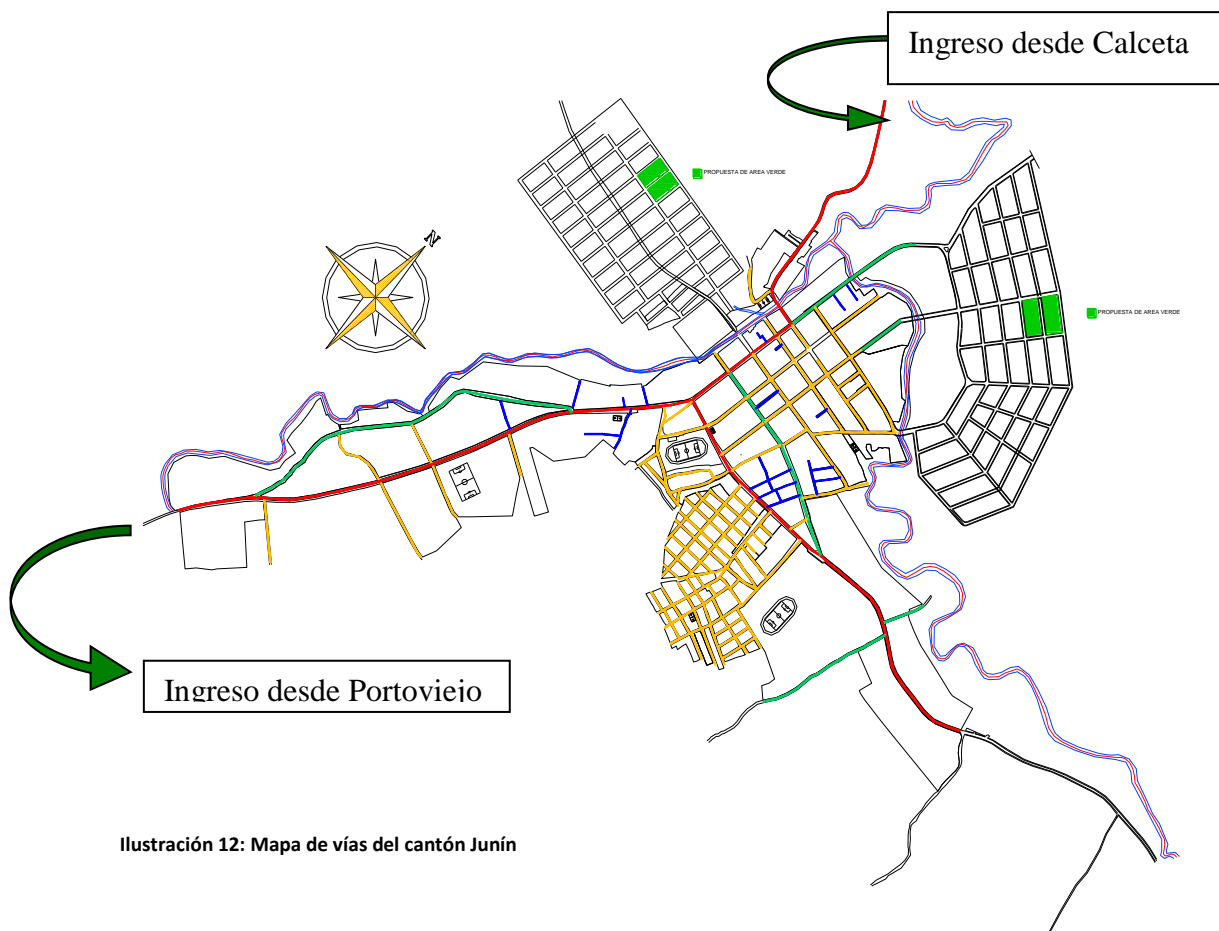 Ingreso desde Calceta
PROPUESTA DE AREA VERDE
N
PROPUESTA DE AREA VERDE
Ingreso desde Portoviejo
Ilustración 12: Mapa de vías del cantón Junín